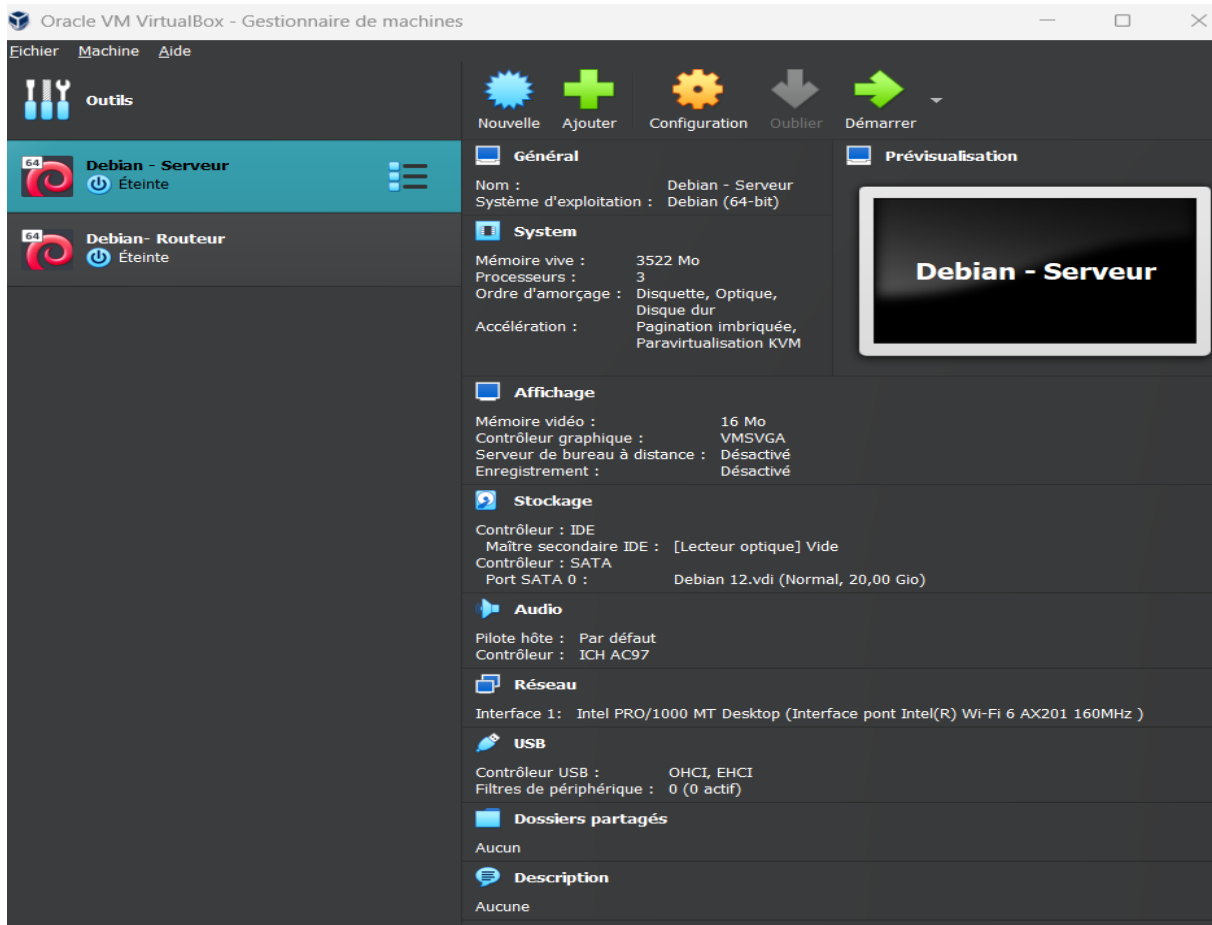 Oracle VM VirtualBox - Gestionnaire de machines
Fichier Machine Aide
Outils
Nouvelle Ajouter Configuration Oublier Démarrer
64
Debian - Serveur
Éteinte
64
Debian- Routeur
Éteinte
Général
Nom : Debian - Serveur
Système d'exploitation : Debian (64-bit)
Prévisualisation
Debian - Serveur
System
Mémoire vive : 3522 Mo
Processeurs : 3
Ordre d'amorçage : Disquette, Optique,
Disque dur
Accélération : Pagination imbriquée,
Paravirtualisation KVM
Affichage
Mémoire vidéo : 16 Mo
Contrôleur graphique : VMSVGA
Serveur de bureau à distance : Désactivé
Enregistrement : Désactivé
Stockage
Contrôleur : IDE
Maître secondaire IDE : [Lecteur optique] Vide
Contrôleur : SATA
Port SATA 0 : Debian 12.vdi (Normal, 20,00 Gio)
Audio
Pilote hôte : Par défaut
Contrôleur : ICH AC97
Réseau
Interface 1: Intel PRO/1000 MT Desktop (Interface pont Intel(R) Wi-Fi 6 AX201 160MHz )
USB
Contrôleur USB : OHCI, EHCI
Filtres de périphérique : 0 (0 actif)
Dossiers partagés
Aucun
Description
Aucune